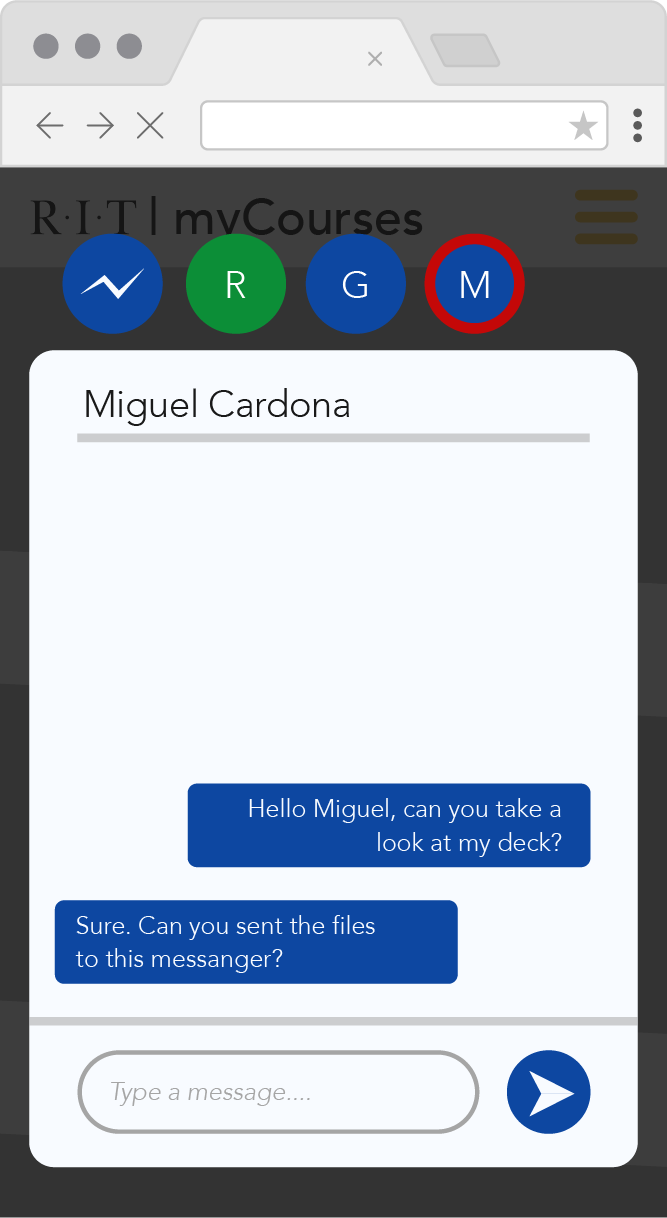 R·I·T | myCourses
R G M
Miguel Cardona
Hello Miguel, can you take a
look at my deck?
Sure. Can you sent the files
to this messanger?
Type a message....